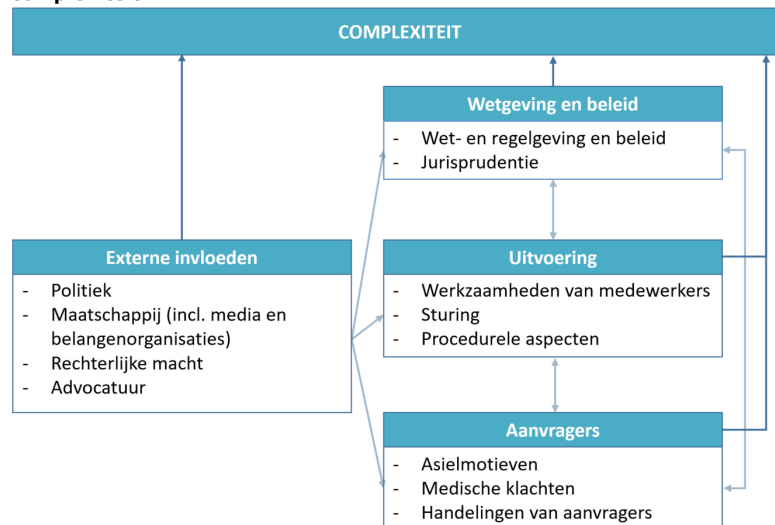 COMPLEXITEIT
Wetgeving en beleid
- Wet- en regelgeving en beleid
- Jurisprudentie
Externe invloeden
- Politiek
- Maatschappij (incl. media en
belangenorganisaties)
- Rechterlijke macht
- Advocatuur
Uitvoering
- Werkzaamheden van medewerkers
- Sturing
- Procedurele aspecten
Aanvragers
- Asielmotieven
- Medische klachten
- Handelingen van aanvragers